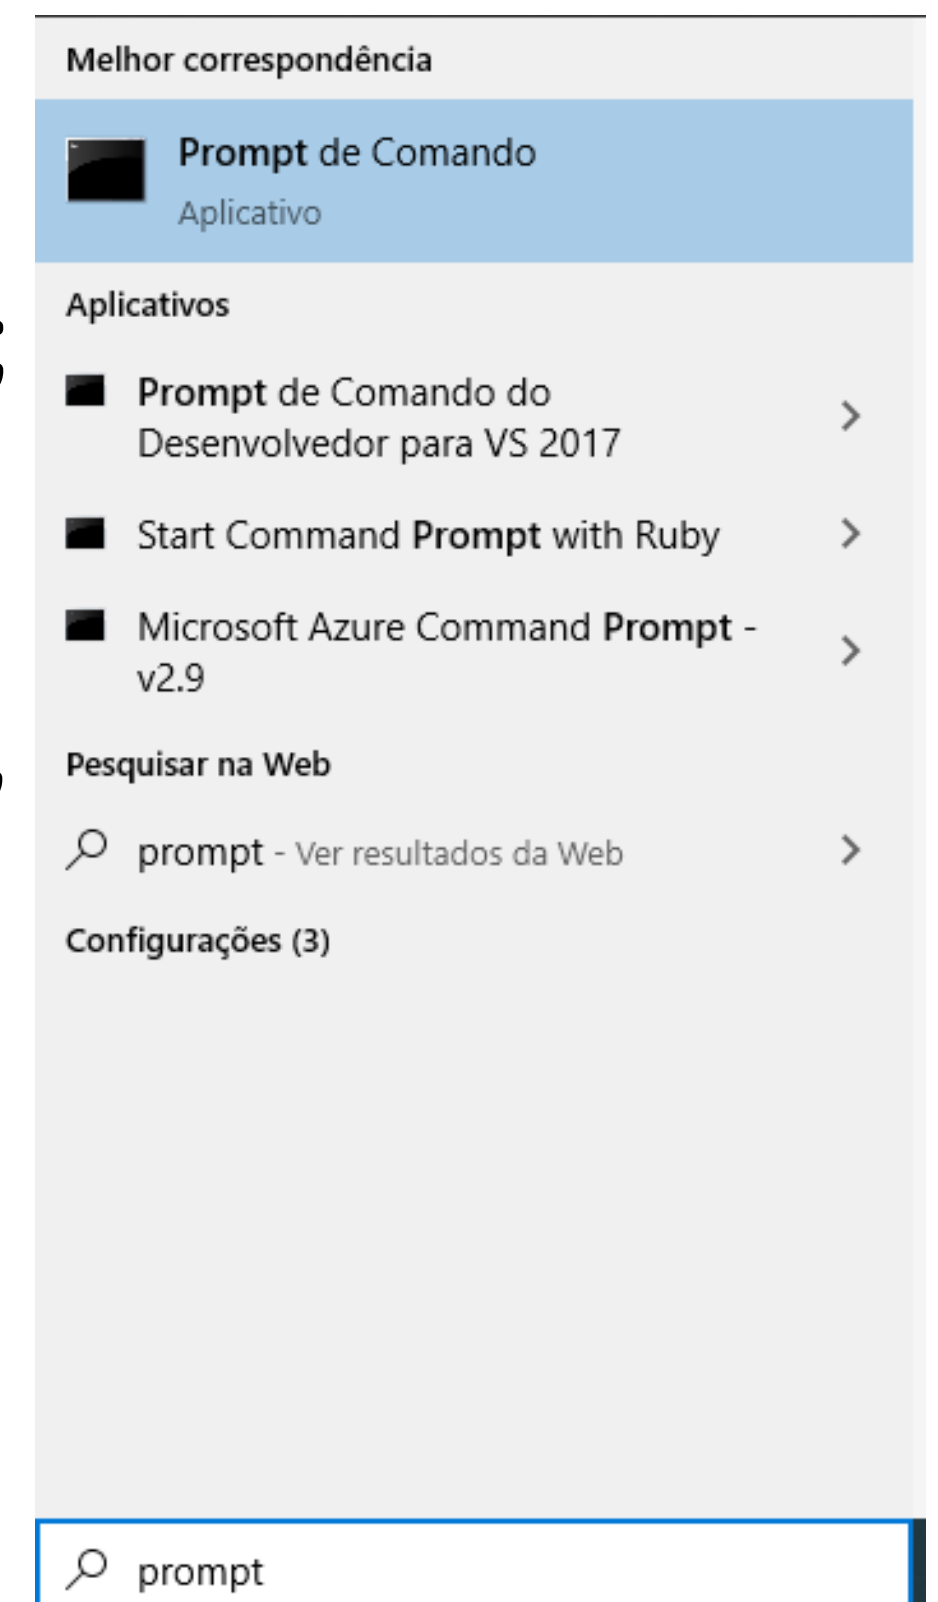 Melhor correspondência
Prompt de Comando
Aplicativo
Aplicativos
Prompt de Comando do
Desenvolvedor para VS 2017
Start Command Prompt with Ruby
Microsoft Azure Command Prompt -
v2.9
Pesquisar na Web
prompt - Ver resultados da Web
Configurações (3)
prompt